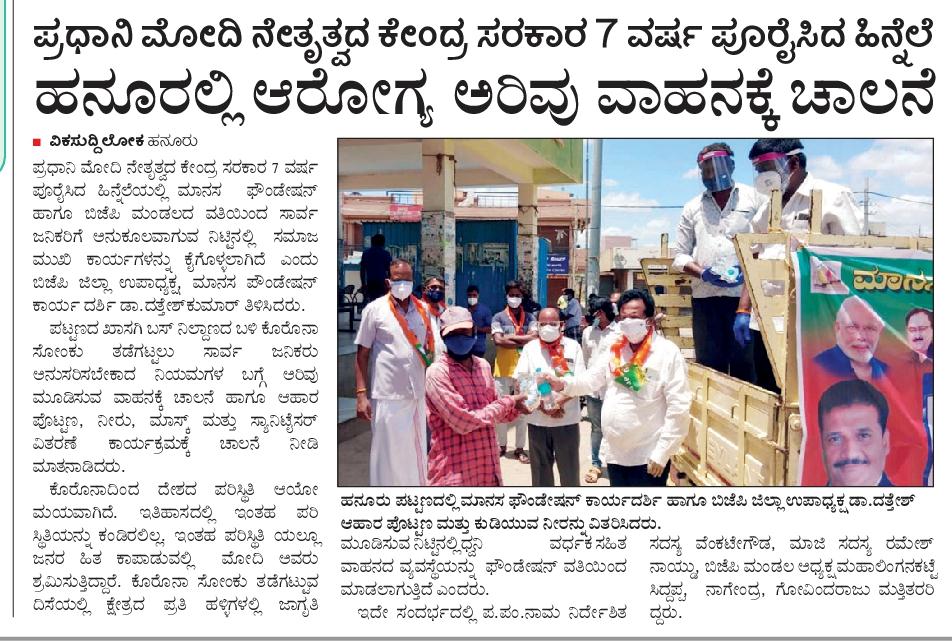 ಪ್ರಧಾನಿ ಮೋದಿ ನೇತೃತ್ವದ ಕೇಂದ್ರ ಸರಕಾರ 7 ವರ್ಷ ಪೂರೈಸಿದ ಹಿನ್ನೆಲೆ
ಹನೂರಲ್ಲಿ ಆರೋಗ್ಯ ಅರಿವು ವಾಹನಕ್ಕೆ ಚಾಲನೆ
ವಿಕಸುದ್ದಿಲೋಕ ಹನೂರು
ಪ್ರಧಾನಿ ಮೋದಿ ನೇತೃತ್ವದ ಕೇಂದ್ರ ಸರಕಾರ 7 ವರ್ಷ
ಪೂರೈಸಿದ ಹಿನ್ನೆಲೆಯಲ್ಲಿ ಮಾನಸ ಫೌಂಡೇಷನ್
ಹಾಗೂ ಬಿಜೆಪಿ ಮಂಡಲದ ವತಿಯಿಂದ ಸಾರ್ವ
ಜನಿಕರಿಗೆ ಅನುಕೂಲವಾಗುವ ನಿಟ್ಟಿನಲ್ಲಿ ಸಮಾಜ
ಮುಖಿ ಕಾರ್ಯಗಳನ್ನು ಕೈಗೊಳ್ಳಲಾಗಿದೆ ಎಂದು
ಬಿಜೆಪಿ ಜಿಲ್ಲಾ ಉಪಾಧ್ಯಕ್ಷ, ಮಾನಸ ಪೌಂಡೇಷನ್
ಕಾರ್ಯ ದರ್ಶಿ ಡಾ.ದತ್ತೇಶ್‌ಕುಮಾರ್ ತಿಳಿಸಿದರು.
ಪಟ್ಟಣದ ಖಾಸಗಿ ಬಸ್ ನಿಲ್ದಾಣದ ಬಳಿ ಕೊರೊನಾ
ಸೋಂಕು ತಡೆಗಟ್ಟಲು ಸಾರ್ವ ಜನಿಕರು
ಅನುಸರಿಸಬೇಕಾದ ನಿಯಮಗಳ ಬಗ್ಗೆ ಅರಿವು
ಮೂಡಿಸುವ ವಾಹನಕ್ಕೆ ಚಾಲನೆ ಹಾಗೂ ಆಹಾರ
ಪೊಟ್ಟಣ, ನೀರು, ಮಾಸ್ಕ್ ಮತ್ತು ಸ್ಯಾನಿಟೈಸರ್
ವಿತರಣೆ ಕಾರ್ಯಕ್ರಮಕ್ಕೆ ಚಾಲನೆ ನೀಡಿ
ಮಾತನಾಡಿದರು.
ಕೊರೊನಾದಿಂದ ದೇಶದ ಪರಿಸ್ಥಿತಿ ಆಯೋ
ಮಯವಾಗಿದೆ. ಇತಿಹಾಸದಲ್ಲಿ ಇಂತಹ ಪರಿ
ಸ್ಥಿತಿಯನ್ನು ಕಂಡಿರಲಿಲ್ಲ. ಇಂತಹ ಪರಿಸ್ಥಿತಿ ಯಲ್ಲೂ
ಜನರ ಹಿತ ಕಾಪಾಡುವಲ್ಲಿ ಮೋದಿ ಅವರು
ಶ್ರಮಿಸುತ್ತಿದ್ದಾರೆ. ಕೊರೊನಾ ಸೋಂಕು ತಡೆಗಟ್ಟುವ
ದಿಸೆಯಲ್ಲಿ ಕ್ಷೇತ್ರದ ಪ್ರತಿ ಹಳ್ಳಿಗಳಲ್ಲಿ ಜಾಗೃತಿ
ಮಾನಸ
ಹನೂರು ಪಟ್ಟಣದಲ್ಲಿ ಮಾನಸ ಫೌಂಡೇಷನ್ ಕಾರ್ಯದರ್ಶಿ ಹಾಗೂ ಬಿಜೆಪಿ ಜಿಲ್ಲಾ ಉಪಾಧ್ಯಕ್ಷ ಡಾ.ದತ್ತೇಶ್
ಆಹಾರ ಪೊಟ್ಟಣ ಮತ್ತು ಕುಡಿಯುವ ನೀರನ್ನು ವಿತರಿಸಿದರು.
ಮೂಡಿಸುವ ನಿಟ್ಟಿನಲ್ಲಿ ಧ್ವನಿ ವರ್ಧಕ ಸಹಿತ
ವಾಹನದ ವ್ಯವಸ್ಥೆಯನ್ನು ಫೌಂಡೇಷನ್ ವತಿಯಿಂದ
ಮಾಡಲಾಗುತ್ತಿದೆ ಎಂದರು.
ಇದೇ ಸಂದರ್ಭದಲ್ಲಿ ಪ.ಪಂ.ನಾಮ ನಿರ್ದೇಶಿತ
ಸದಸ್ಯ ವೆಂಕಟೇಗೌಡ, ಮಾಜಿ ಸದಸ್ಯ ರಮೇಶ್
ನಾಯ್ಡು, ಬಿಜೆಪಿ ಮಂಡಲ ಅಧ್ಯಕ್ಷ ಮಹಾಲಿಂಗನಕಟ್ಟೆ
ಸಿದ್ದಪ್ಪ, ನಾಗೇಂದ್ರ, ಗೋವಿಂದರಾಜು ಮತ್ತಿತರರಿ
ದ್ದರು.